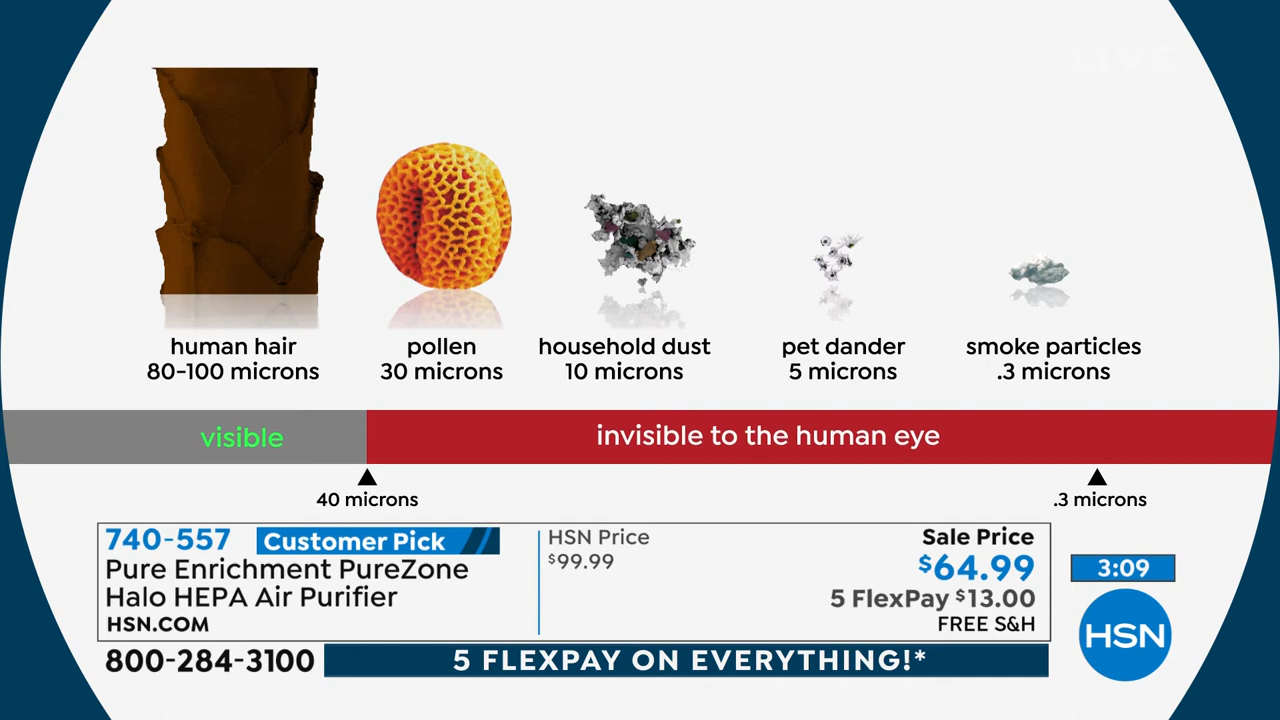 LIVE
human hair
80-100 microns
pollen
30 microns
household dust
10 microns
pet dander
5 microns
smoke particles
.3 microns
visible
invisible to the human eye
40 microns
.3 microns
740-557
Customer Pick
Pure Enrichment PureZone
Halo HEPA Air Purifier
HSN.COM
HSN Price
$99.99
Sale Price
$64.99
5 FlexPay $13.00
FREE S&H
3:09
HSN
800-284-3100
5 FLEXPAY ON EVERYTHING!*